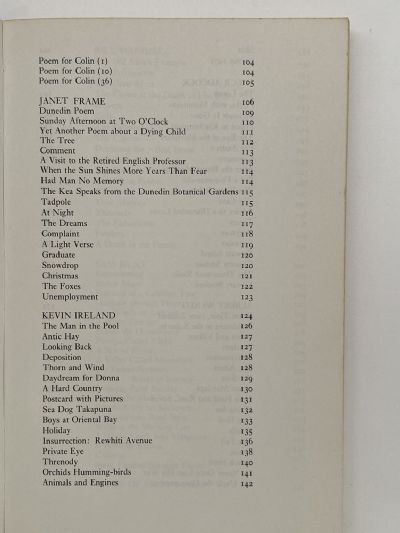 Poem for Colin (1) 104
Poem for Colin (10) 104
Poem for Colin (36) 105
JANET FRAME 106
Dunedin Poem 109
Sunday Afternoon at Two O'Clock 110
Yet Another Poem about a Dying Child 111
The Tree 112
Comment 113
A Visit to the Retired English Professor 113
When the Sun Shines More Years Than Fear 114
Had Man No Memory 114
The Kea Speaks from the Dunedin Botanical Gardens 115
Tadpole 115
At Night 116
The Dreams 117
Complaint 118
A Light Verse 119
Graduate 120
Snowdrop 120
Christmas 121
The Foxes 122
Unemployment 123
KEVIN IRELAND 124
The Man in the Pool 126
Antic Hay 127
Looking Back 127
Deposition 128
Thorn and Wind 128
Daydream for Donna 129
A Hard Country 130
Postcard with Pictures 131
Sea Dog Takapuna 132
Boys at Oriental Bay 133
Holiday 135
Insurrection: Rewhiti Avenue 136
Private Eye 138
Threnody 140
Orchids Humming-birds 141
Animals and Engines 142